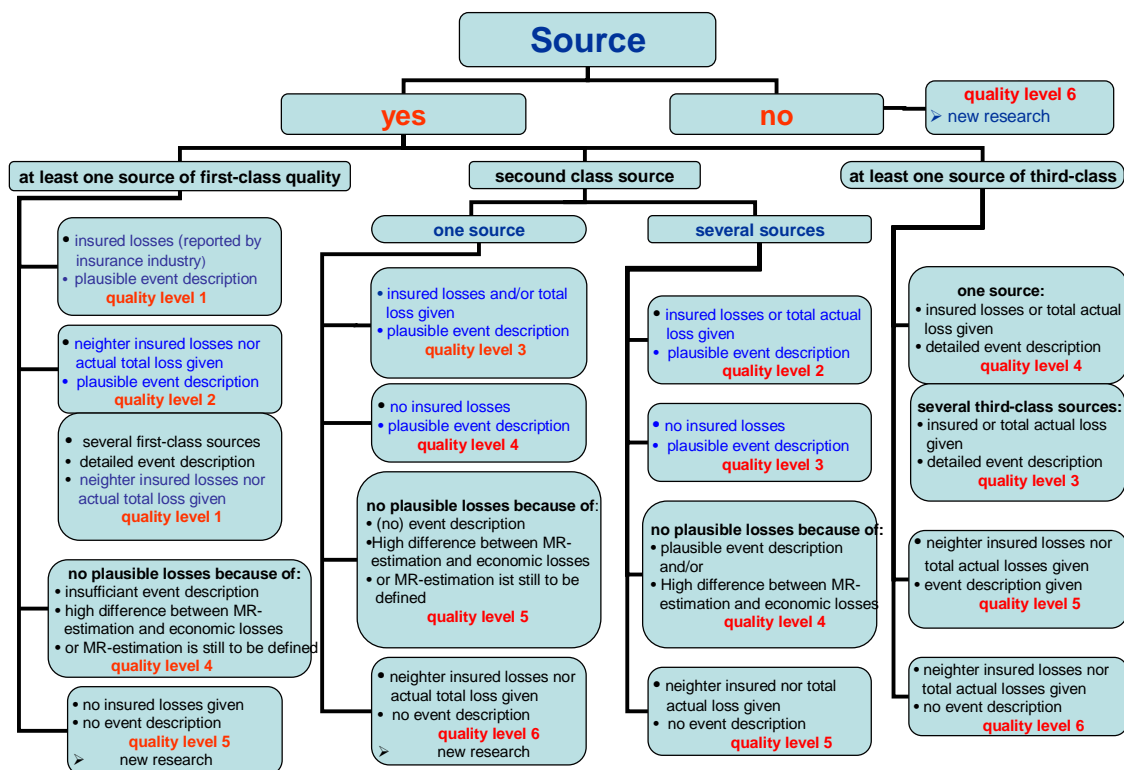 Source
yes
no
quality level 6
➢ new research
at least one source of first-class quality
secound class source
at least one source of third-class
one source
several sources
• insured losses (reported by
insurance industry)
• plausible event description
quality level 1
• neighter insured losses nor
actual total loss given
• plausible event description
quality level 2
• several first-class sources
• detailed event description
• neighter insured losses nor
actual total loss given
quality level 1
no plausible losses because of:
• insufficient event description
• high difference between MR-
estimation and economic losses
• or MR-estimation is still to be defined
quality level 4
• no insured losses given
• no event description
quality level 5
➢ new research
• insured losses and/or total
loss given
• plausible event description
quality level 3
• no insured losses
• plausible event description
quality level 4
no plausible losses because of:
• (no) event description
• High difference between MR-
estimation and economic losses
• or MR-estimation ist still to be
defined
quality level 5
• neighter insured losses nor
actual total loss given
• no event description
quality level 6
➢ new research
• insured losses or total actual
loss given
• plausible event description
quality level 2
• no insured losses
• plausible event description
quality level 3
no plausible losses because of:
• plausible event description
and/or
• High difference between MR-
estimation and economic losses
quality level 4
• neighter insured nor total
actual loss given
• no event description
quality level 5
one source:
• insured losses or total actual
loss given
• detailed event description
quality level 4
several third-class sources:
• insured or total actual loss
given
• detailed event description
quality level 3
• neighter insured losses nor
total actual losses given
• event description given
quality level 5
• neighter insured losses nor
total actual losses given
• no event description
quality level 6